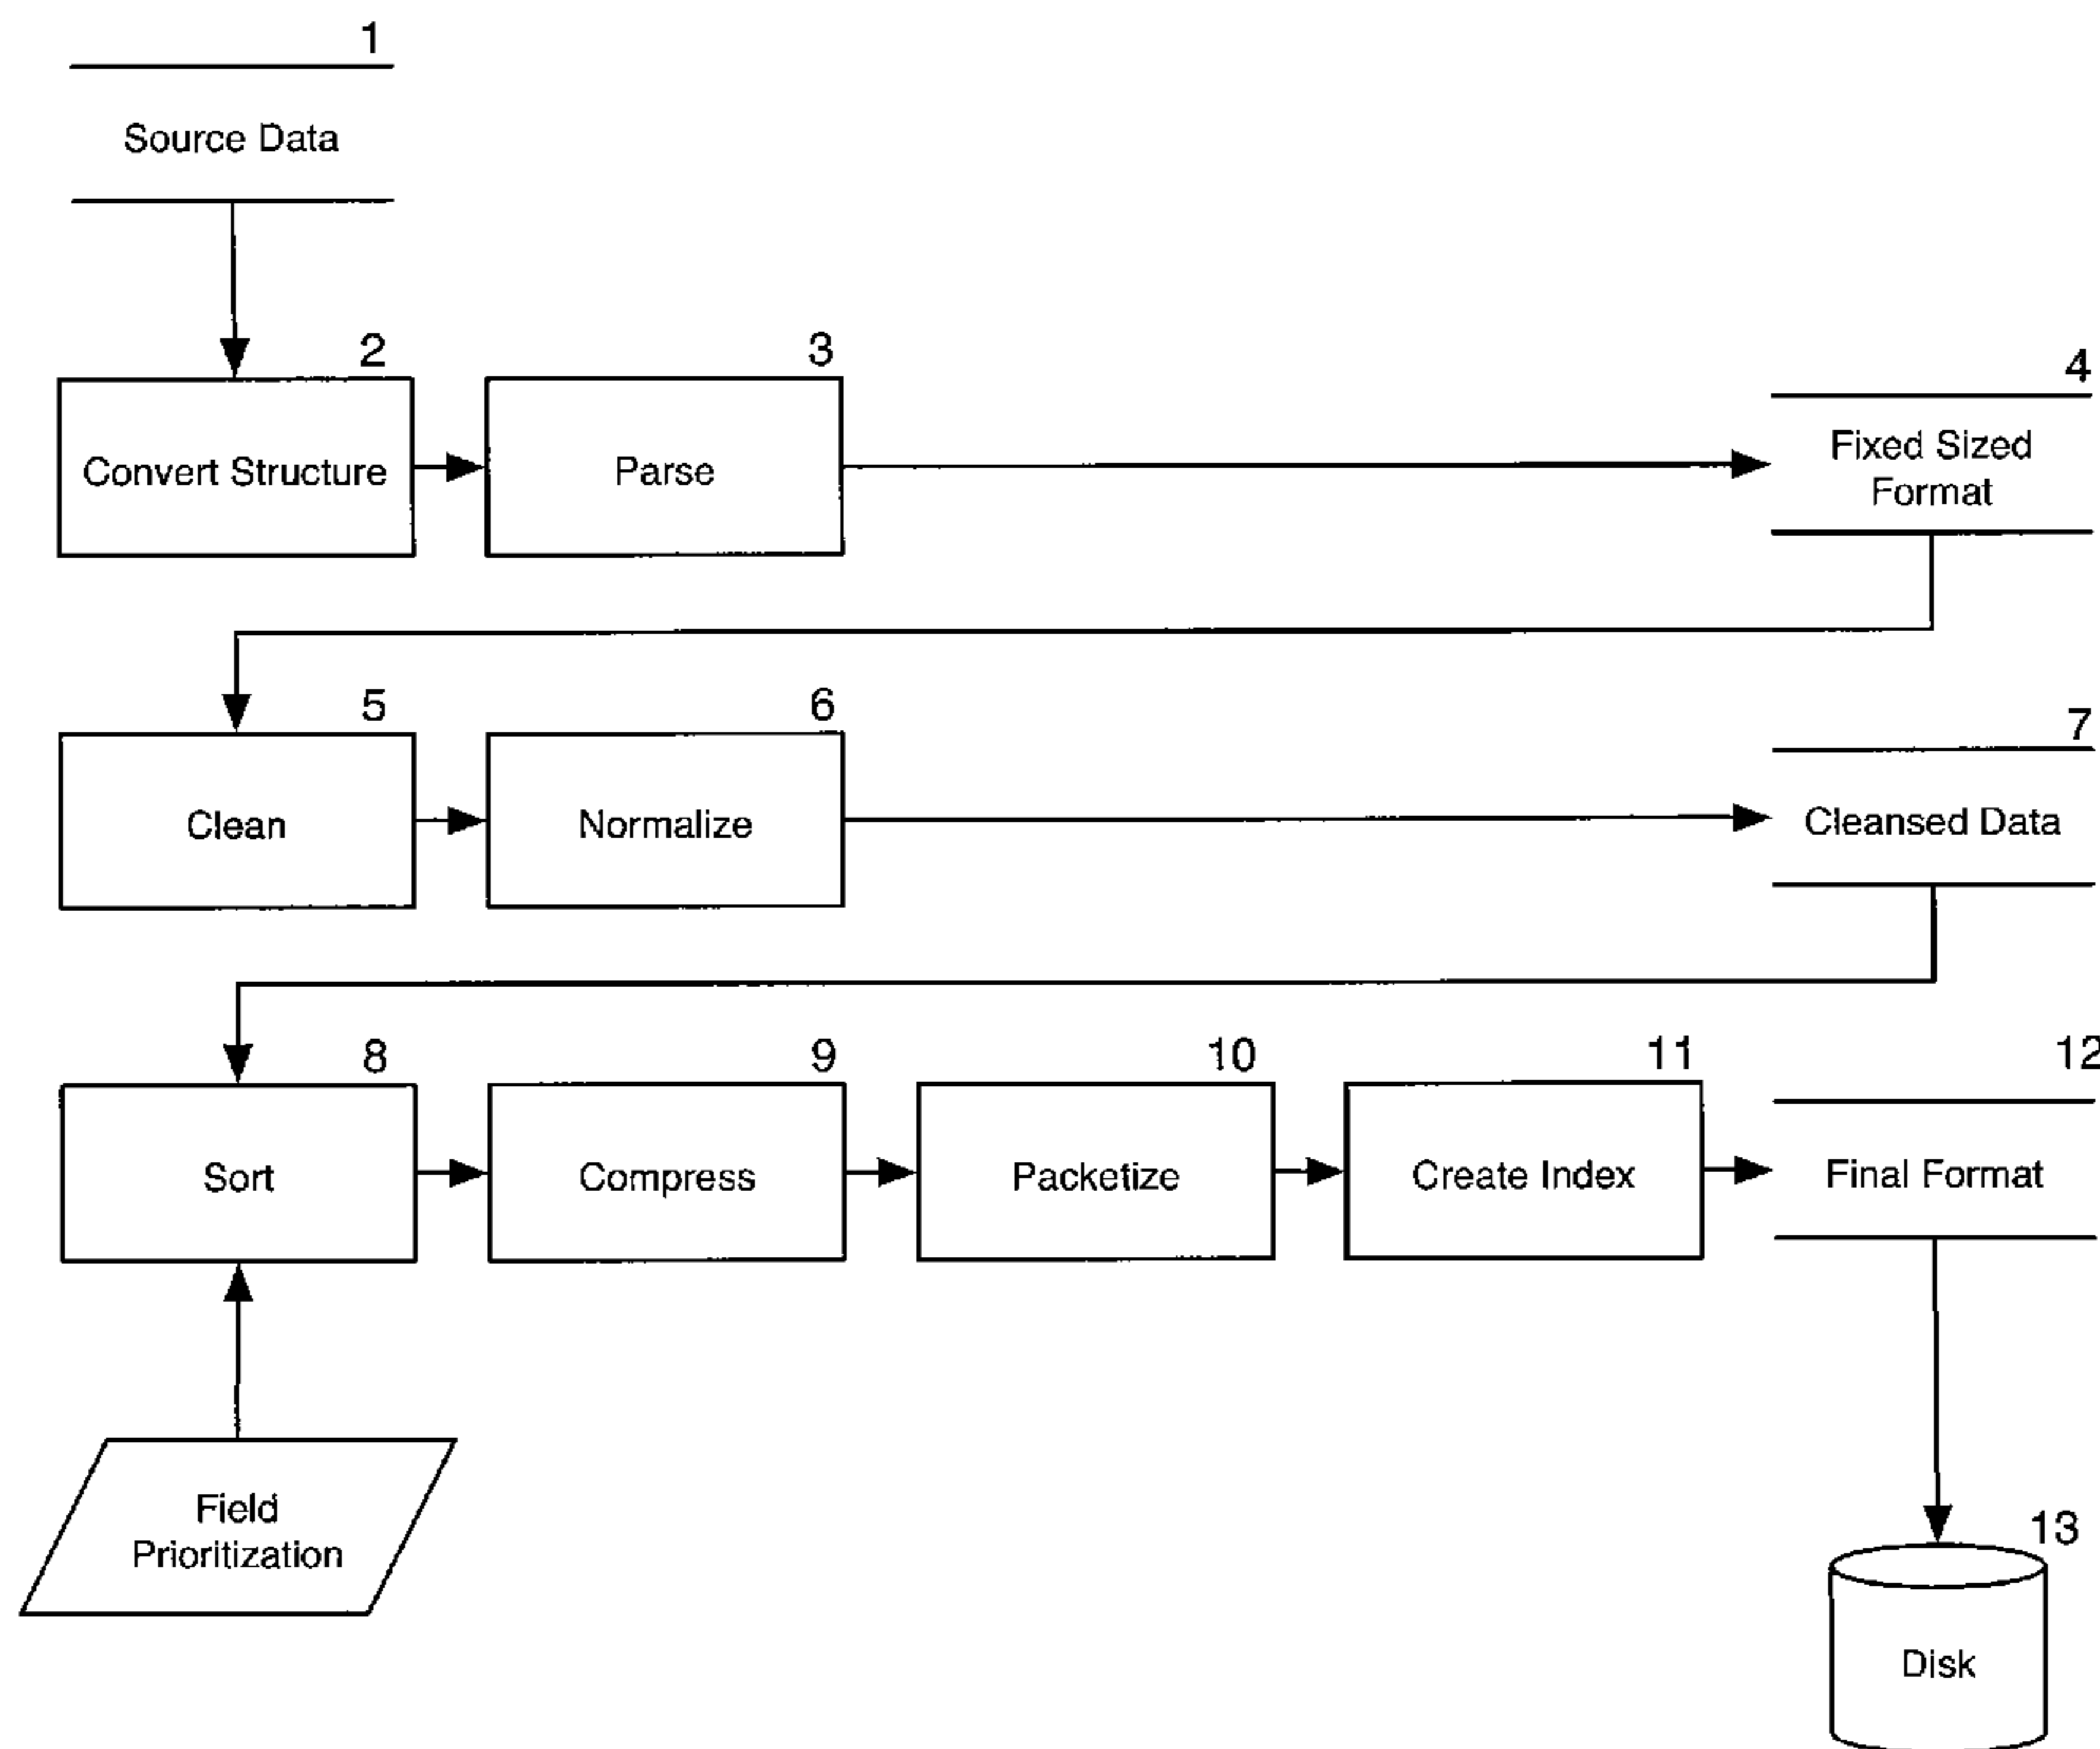 1
Source Data
2
3
4
Convert Structure
Parse
Fixed Sized
Format
5
6
7
Clean
Normalize
Cleansed Data
8
9
10
11
12
Sort
Compress
Packetize
Create Index
Final Format
Field
Prioritization
13
Disk